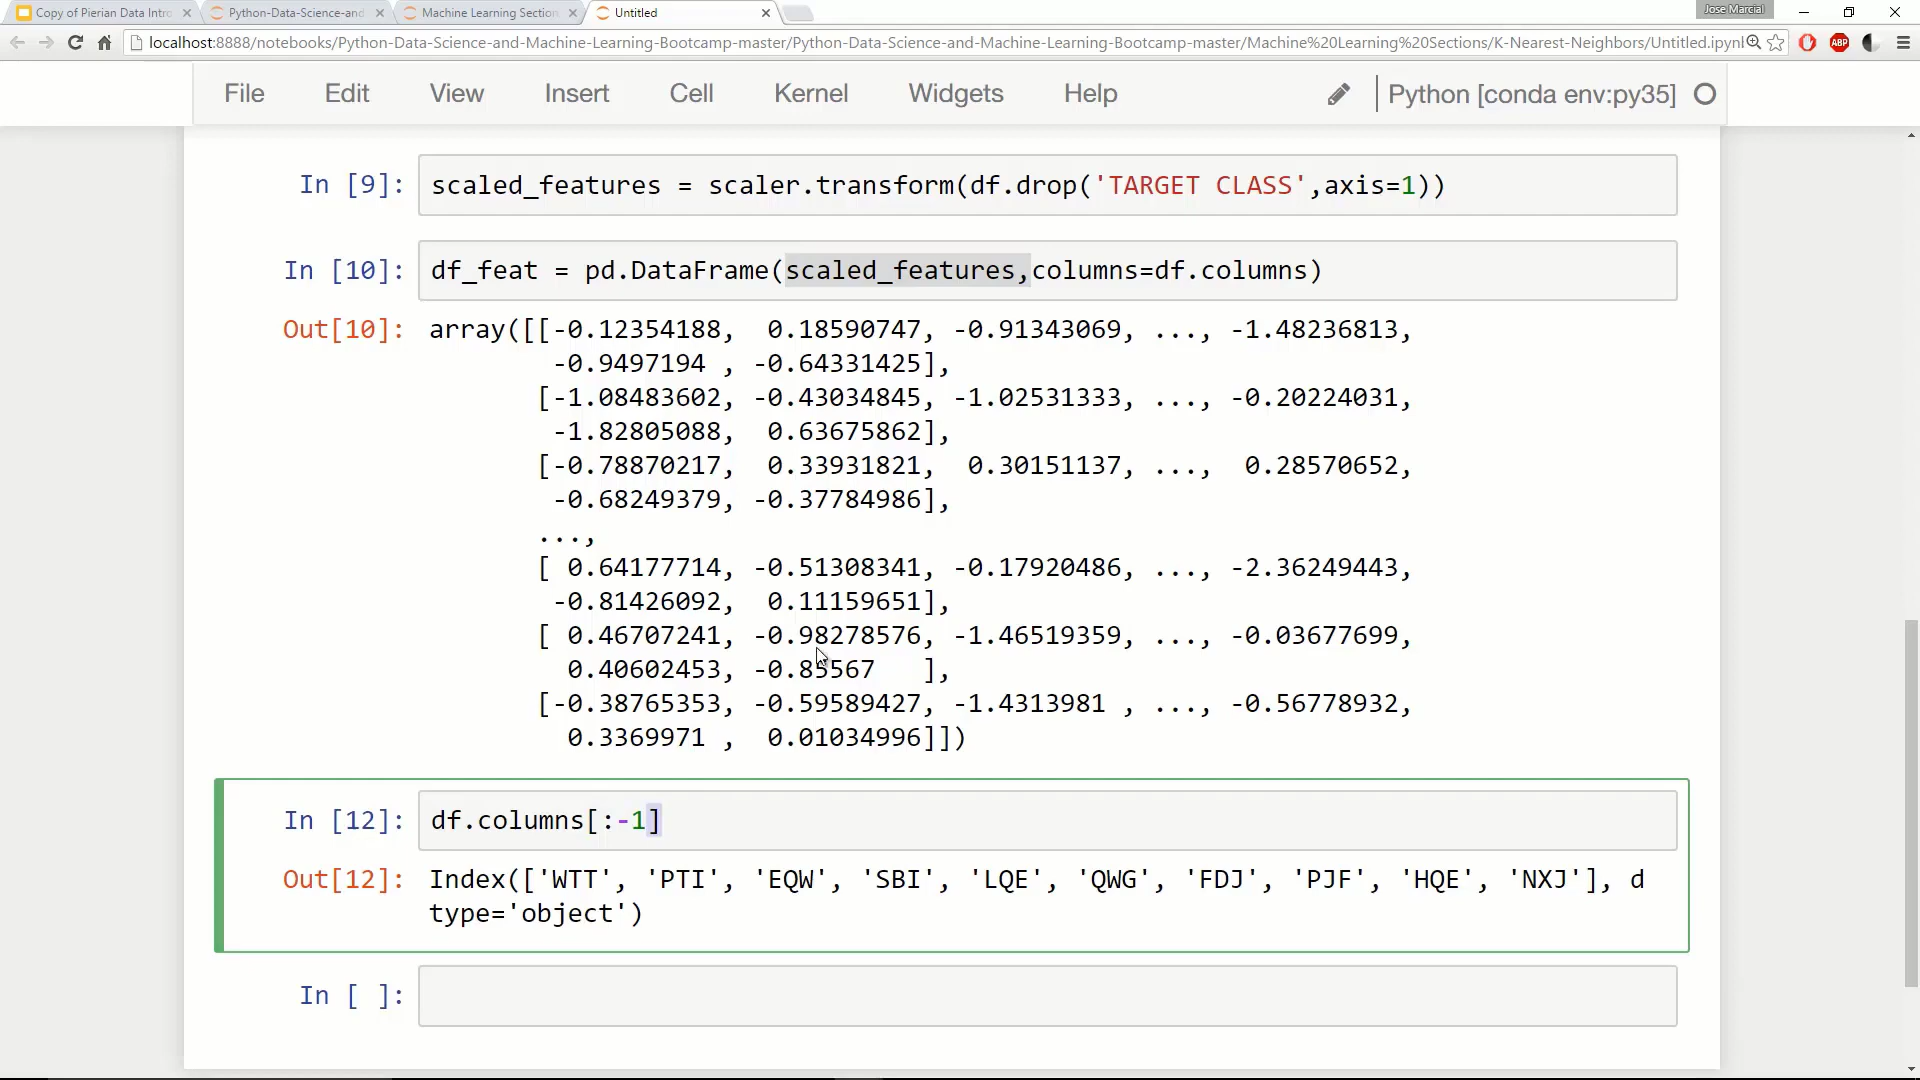 Copy of Pierian Data Intro
Python-Data-Science-and-
Machine Learning Section
Untitled
Jose Marcial
localhost:8888/notebooks/Python-Data-Science-and-Machine-Learning-Bootcamp-master/Python-Data-Science-and-Machine-Learning-Bootcamp-master/Machine%20Learning%20Sections/K-Nearest-Neighbors/Untitled.ipynb
ABP
File Edit View Insert Cell Kernel Widgets Help
Python [conda env:py35]
In [9]: scaled_features = scaler.transform(df.drop('TARGET CLASS',axis=1))
In [10]: df_feat = pd.DataFrame(scaled_features,columns=df.columns)
Out[10]: array([[-0.12354188, 0.18590747, -0.91343069, ..., -1.48236813,
-0.9497194 , -0.64331425],
[-1.08483602, -0.43034845, -1.02531333, ..., -0.20224031,
-1.82805088, 0.63675862],
[-0.78870217, 0.33931821, 0.30151137, ..., 0.28570652,
-0.68249379, -0.37784986],
...,
[ 0.64177714, -0.51308341, -0.17920486, ..., -2.36249443,
-0.81426092, 0.11159651],
[ 0.46707241, -0.98278576, -1.46519359, ..., -0.03677699,
0.40602453, -0.85567 ],
[-0.38765353, -0.59589427, -1.4313981 , ..., -0.56778932,
0.3369971 , 0.01034996]])
In [12]: df.columns[:-1]
Out[12]: Index(['WTT', 'PTI', 'EQW', 'SBI', 'LQE', 'QWG', 'FDJ', 'PJF', 'HQE', 'NXJ'], d
type='object')
In [ ]: